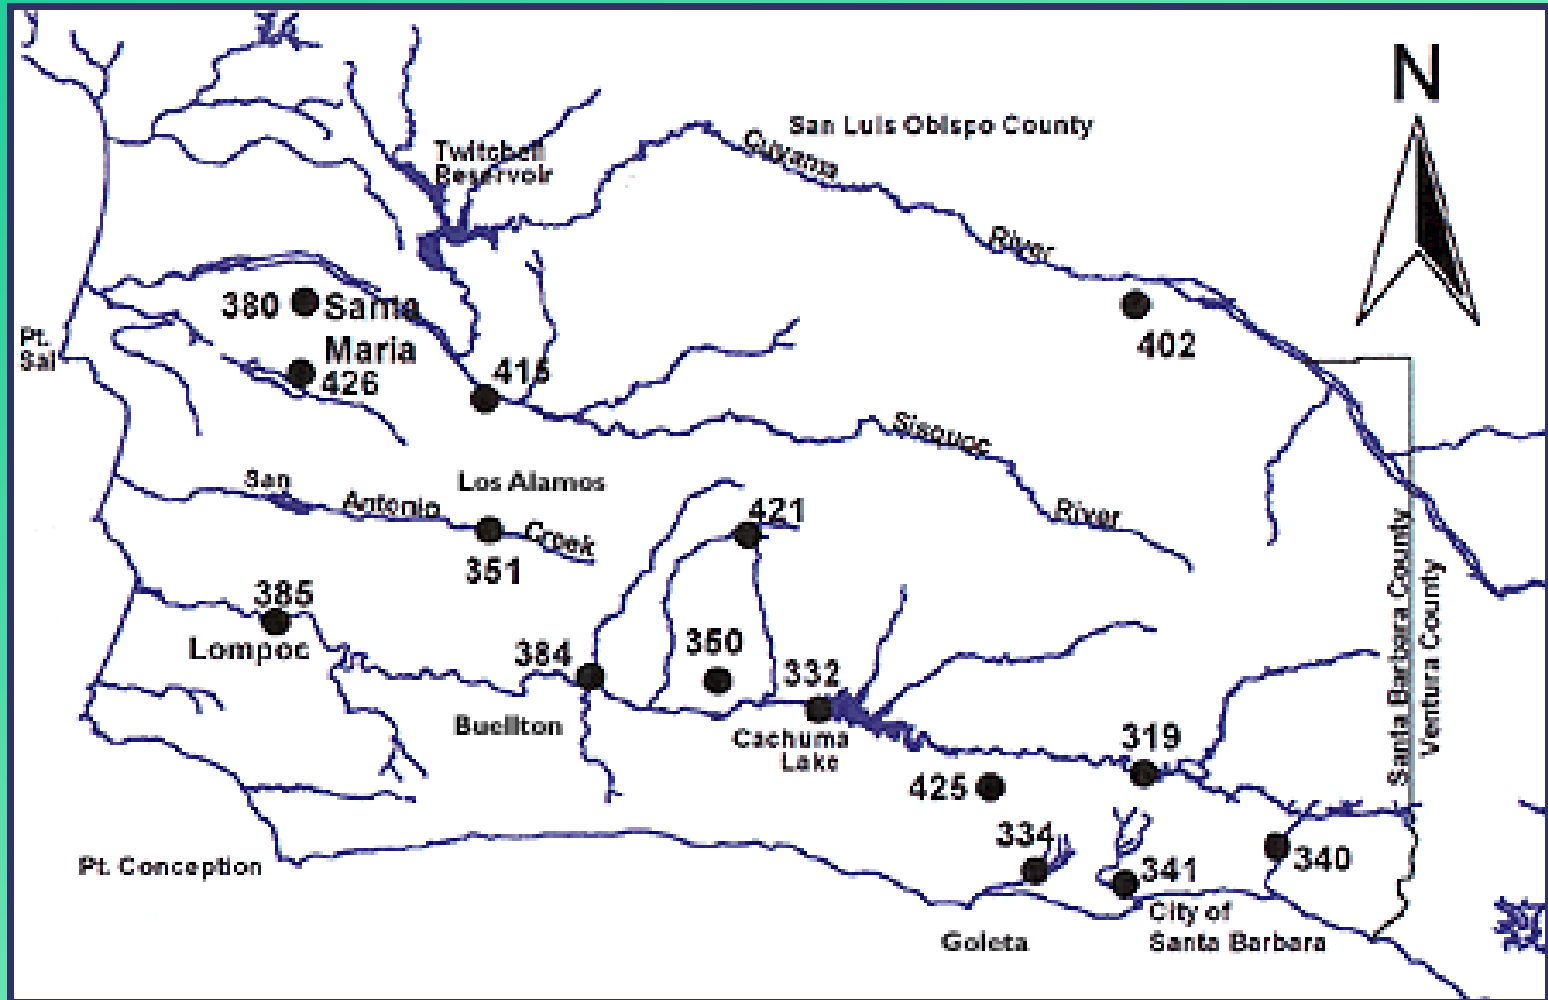 N
San Luis Obispo County
Twitchell
Reservoir
Cuyama
River
380
Santa
Maria
Pt.
Sal
426
415
402
Sisquoc
River
San
Antonio
Creek
Los Alamos
351
421
385
Lompoc
384
350
332
Buellton
Cachuma
Lake
319
425
334
341
340
Santa Barbara County
Ventura County
Pt. Conception
City of
Santa Barbara
Goleta